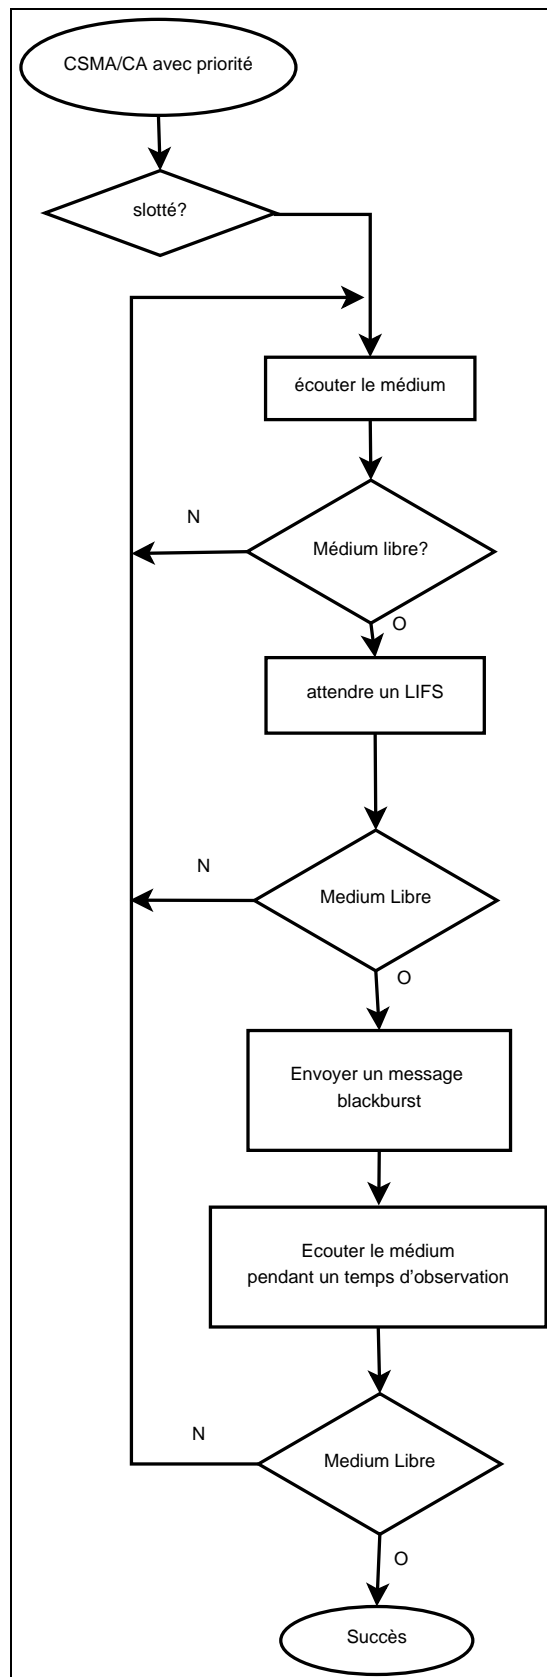 CSMA/CA avec priorité
slotté?
écouter le médium
N
Médium libre?
O
attendre un LIFS
N
Medium Libre
O
Envoyer un message
blackburst
Ecouter le médium
pendant un temps d'observation
N
Medium Libre
O
Succès